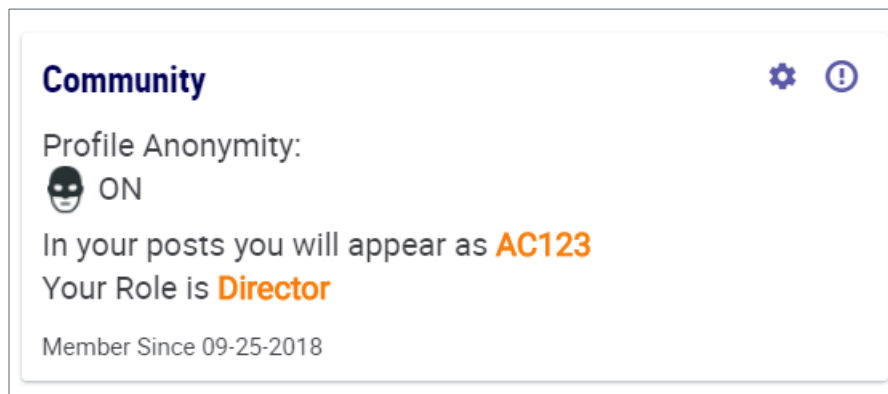 Community
Profile Anonymity:
ON
In your posts you will appear as AC123
Your Role is Director
Member Since 09-25-2018